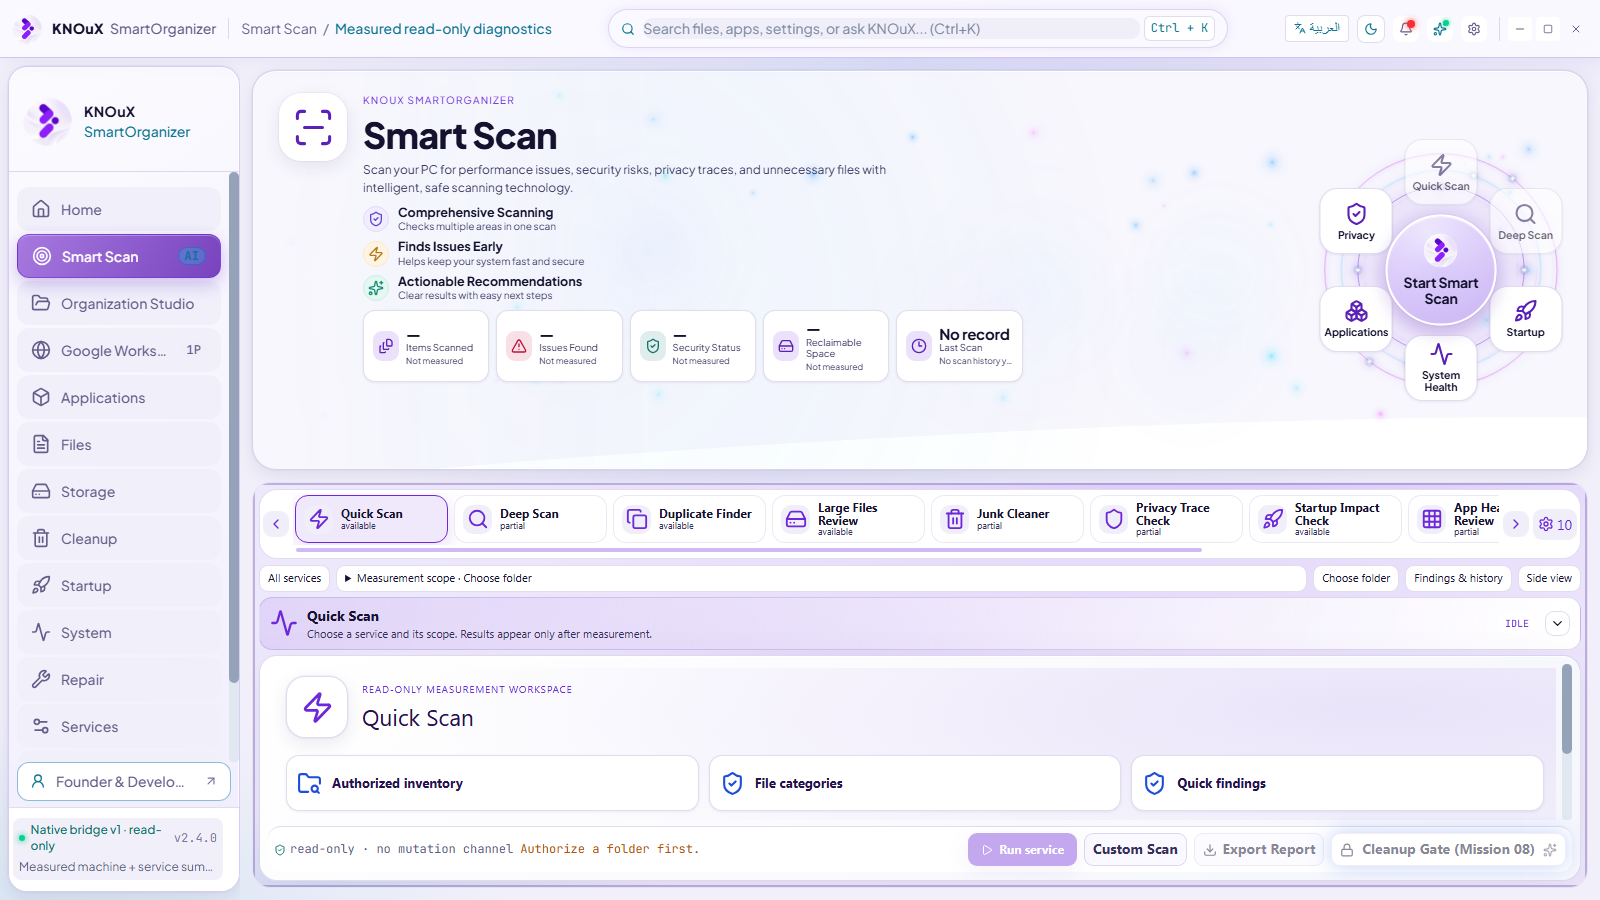 KNOuX SmartOrganizer
Smart Scan / Measured read-only diagnostics
Search files, apps, settings, or ask KNOuX... (Ctrl+K)
Ctrl + K
العربية
KNOuX
SmartOrganizer
Home
Smart Scan AI
Organization Studio
Google Works... 1P
Applications
Files
Storage
Cleanup
Startup
System
Repair
Services
Founder & Develo...
Native bridge v1 · read-only v2.4.0
Measured machine + service sum...
KNOUX SMARTORGANIZER
Smart Scan
Scan your PC for performance issues, security risks, privacy traces, and unnecessary files with
intelligent, safe scanning technology.
Comprehensive Scanning
Checks multiple areas in one scan
Finds Issues Early
Helps keep your system fast and secure
Actionable Recommendations
Clear results with easy next steps
—
Items Scanned
Not measured
—
Issues Found
Not measured
—
Security Status
Not measured
—
Reclaimable
Space
Not measured
No record
Last Scan
No scan history y...
Quick Scan
Deep Scan
Privacy
Start Smart
Scan
Applications
Startup
System
Health
Quick Scan
available
Deep Scan
partial
Duplicate Finder
available
Large Files
Review
available
Junk Cleaner
partial
Privacy Trace
Check
partial
Startup Impact
Check
available
App Hea
Review
partial
10
All services
Measurement scope · Choose folder
Choose folder
Findings & history
Side view
Quick Scan
Choose a service and its scope. Results appear only after measurement.
IDLE
READ-ONLY MEASUREMENT WORKSPACE
Quick Scan
Authorized inventory
File categories
Quick findings
read-only · no mutation channel Authorize a folder first.
Run service
Custom Scan
Export Report
Cleanup Gate (Mission 08)